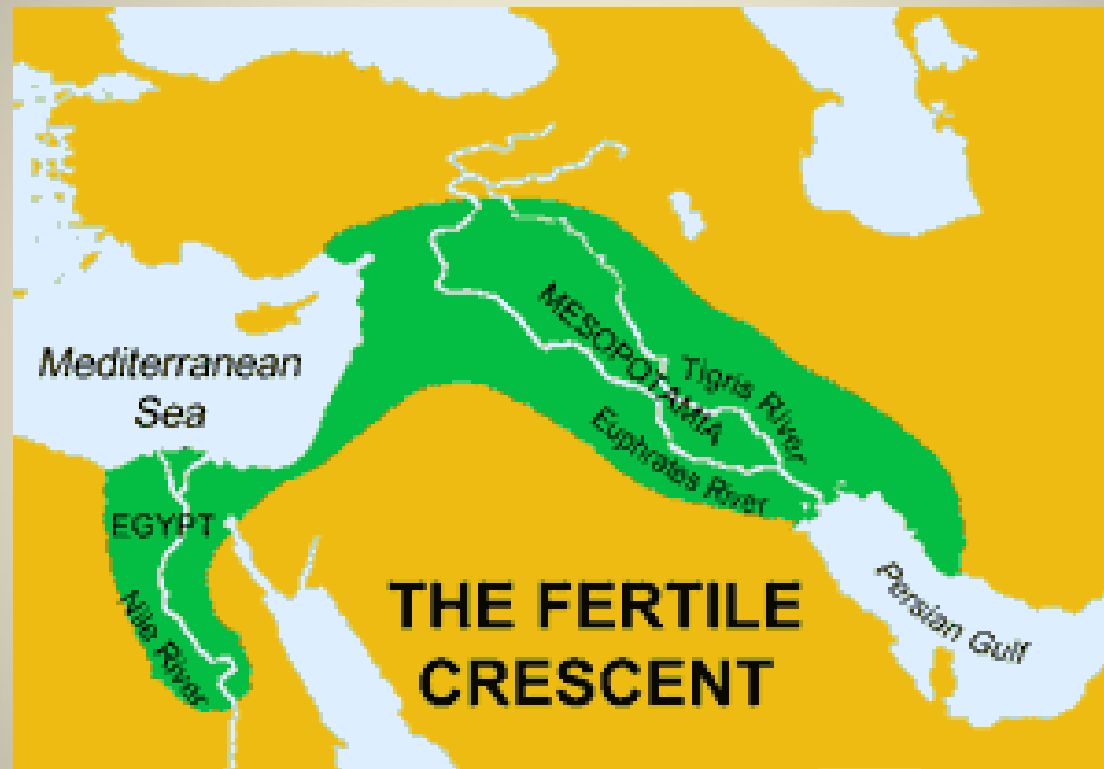 Mediterranean
Sea
MESOPOTAMIA
Tigris River
Euphrates River
EGYPT
Nile River
Persian Gulf
THE FERTILE
CRESCENT